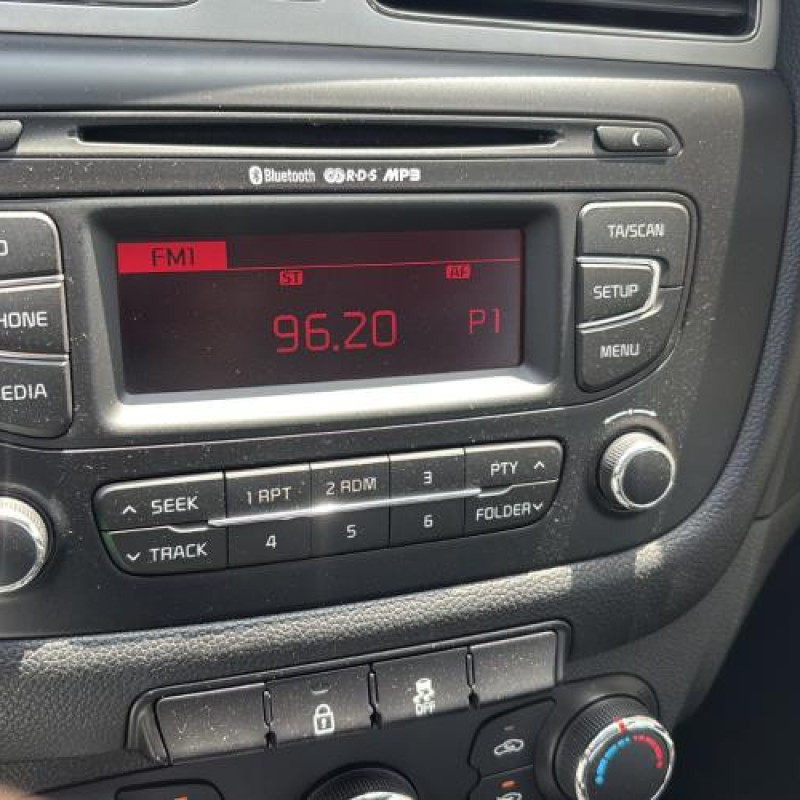 Bluetooth R·D·S MP3
FM1
ST AF
96.20 P1
TA/SCAN
SETUP
MENU
HONE
EDIA
SEEK 1 RPT 2 RDM 3 PTY
TRACK 4 5 6 FOLDER
OFF